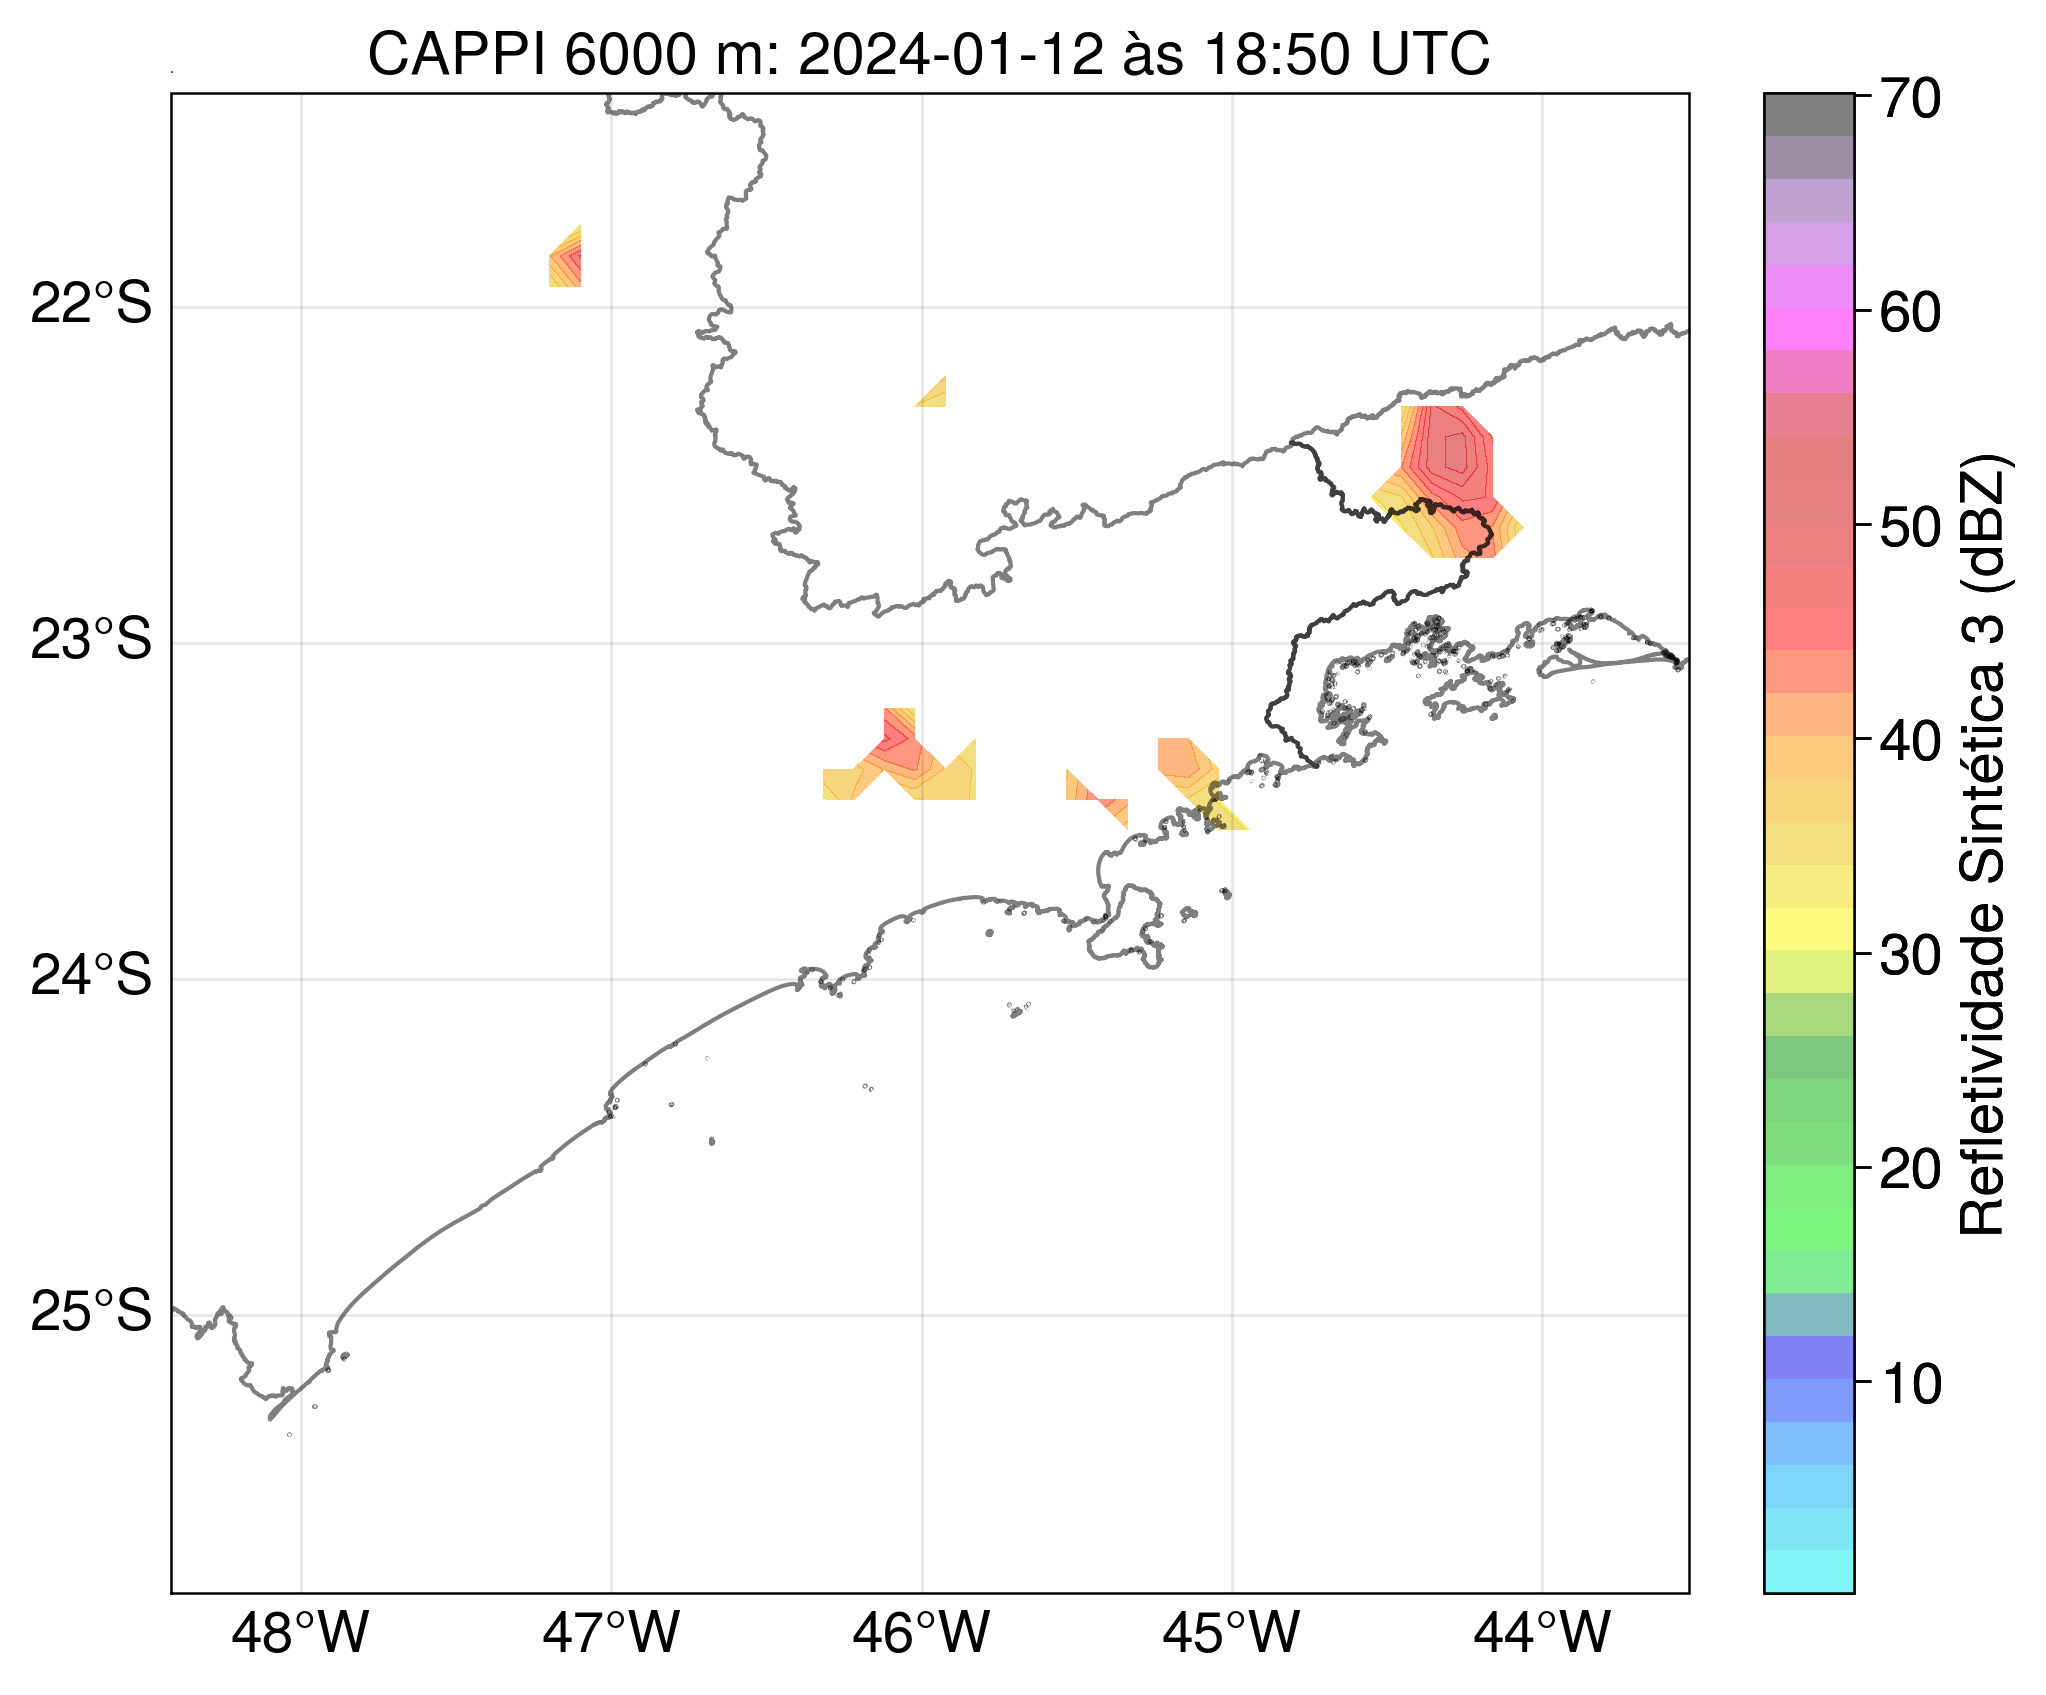 CAPPI 6000 m: 2024-01-12 às 18:50 UTC
22°S
23°S
24°S
25°S
48°W 47°W 46°W 45°W 44°W
70
60
50
40
30
20
10
Refletividade Sintética 3 (dBZ)